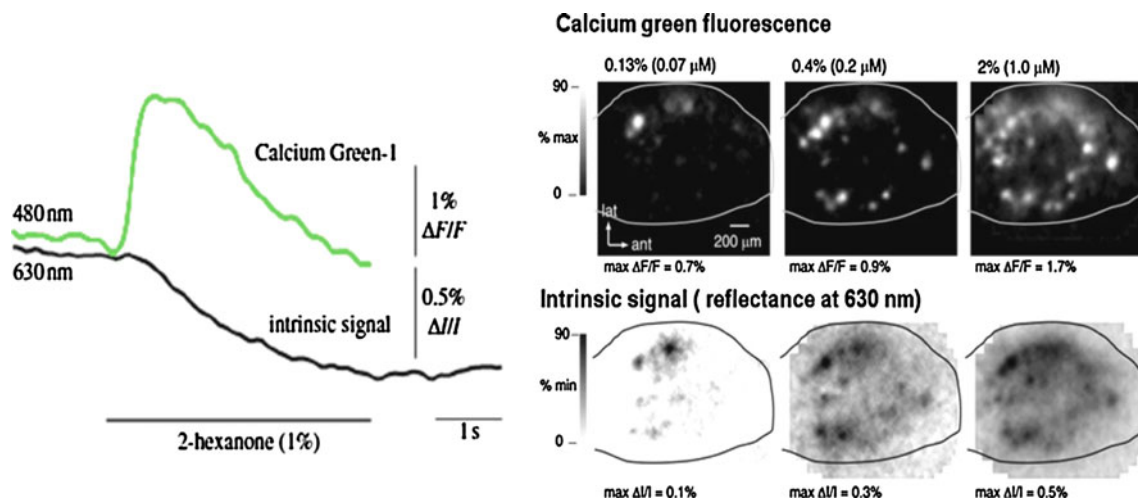 Calcium Green-1
1%
ΔF/F
480 nm
630 nm
0.5%
ΔI/I
intrinsic signal
2-hexanone (1%)
1 s
Calcium green fluorescence
0.13% (0.07 µM)
0.4% (0.2 µM)
2% (1.0 µM)
90
% max
0
lat
ant
200 µm
max ΔF/F = 0.7%
max ΔF/F = 0.9%
max ΔF/F = 1.7%
Intrinsic signal ( reflectance at 630 nm)
90
% min
0
max ΔI/I = 0.1%
max ΔI/I = 0.3%
max ΔI/I = 0.5%